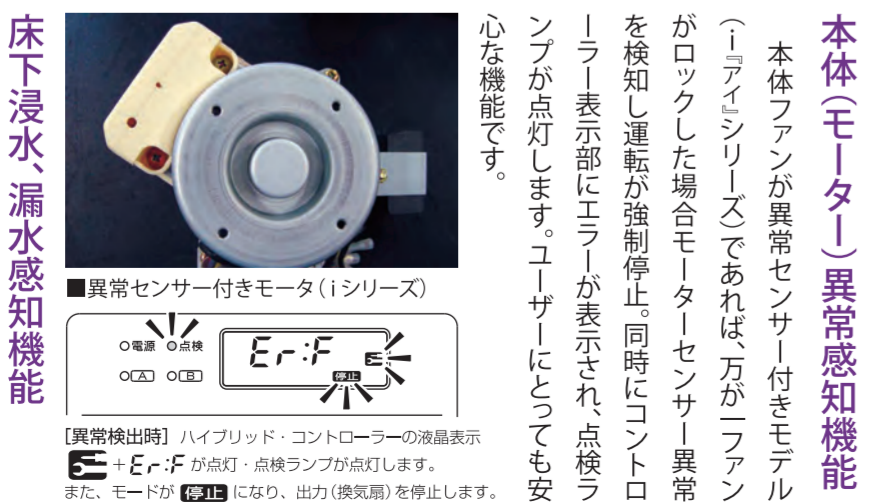 本体（モーター）異常感知機能
本体ファンが異常センサー付きモデル
（i『アイ』シリーズ）であれば、万が一ファン
がロックした場合モーターセンサー異常
を検知し運転が強制停止。同時にコントロ
ーラー表示部にエラーが表示され、点検ラ
ンプが点灯します。ユーザーにとっても安
心な機能です。
■異常センサー付きモータ（iシリーズ）
電源 点検
A B
Er:F
停止
[異常検出時] ハイブリッド・コントローラーの液晶表示
＋Er:F が点灯・点検ランプが点灯します。
また、モードが 停止 になり、出力（換気扇）を停止します。
床下浸水、漏水感知機能